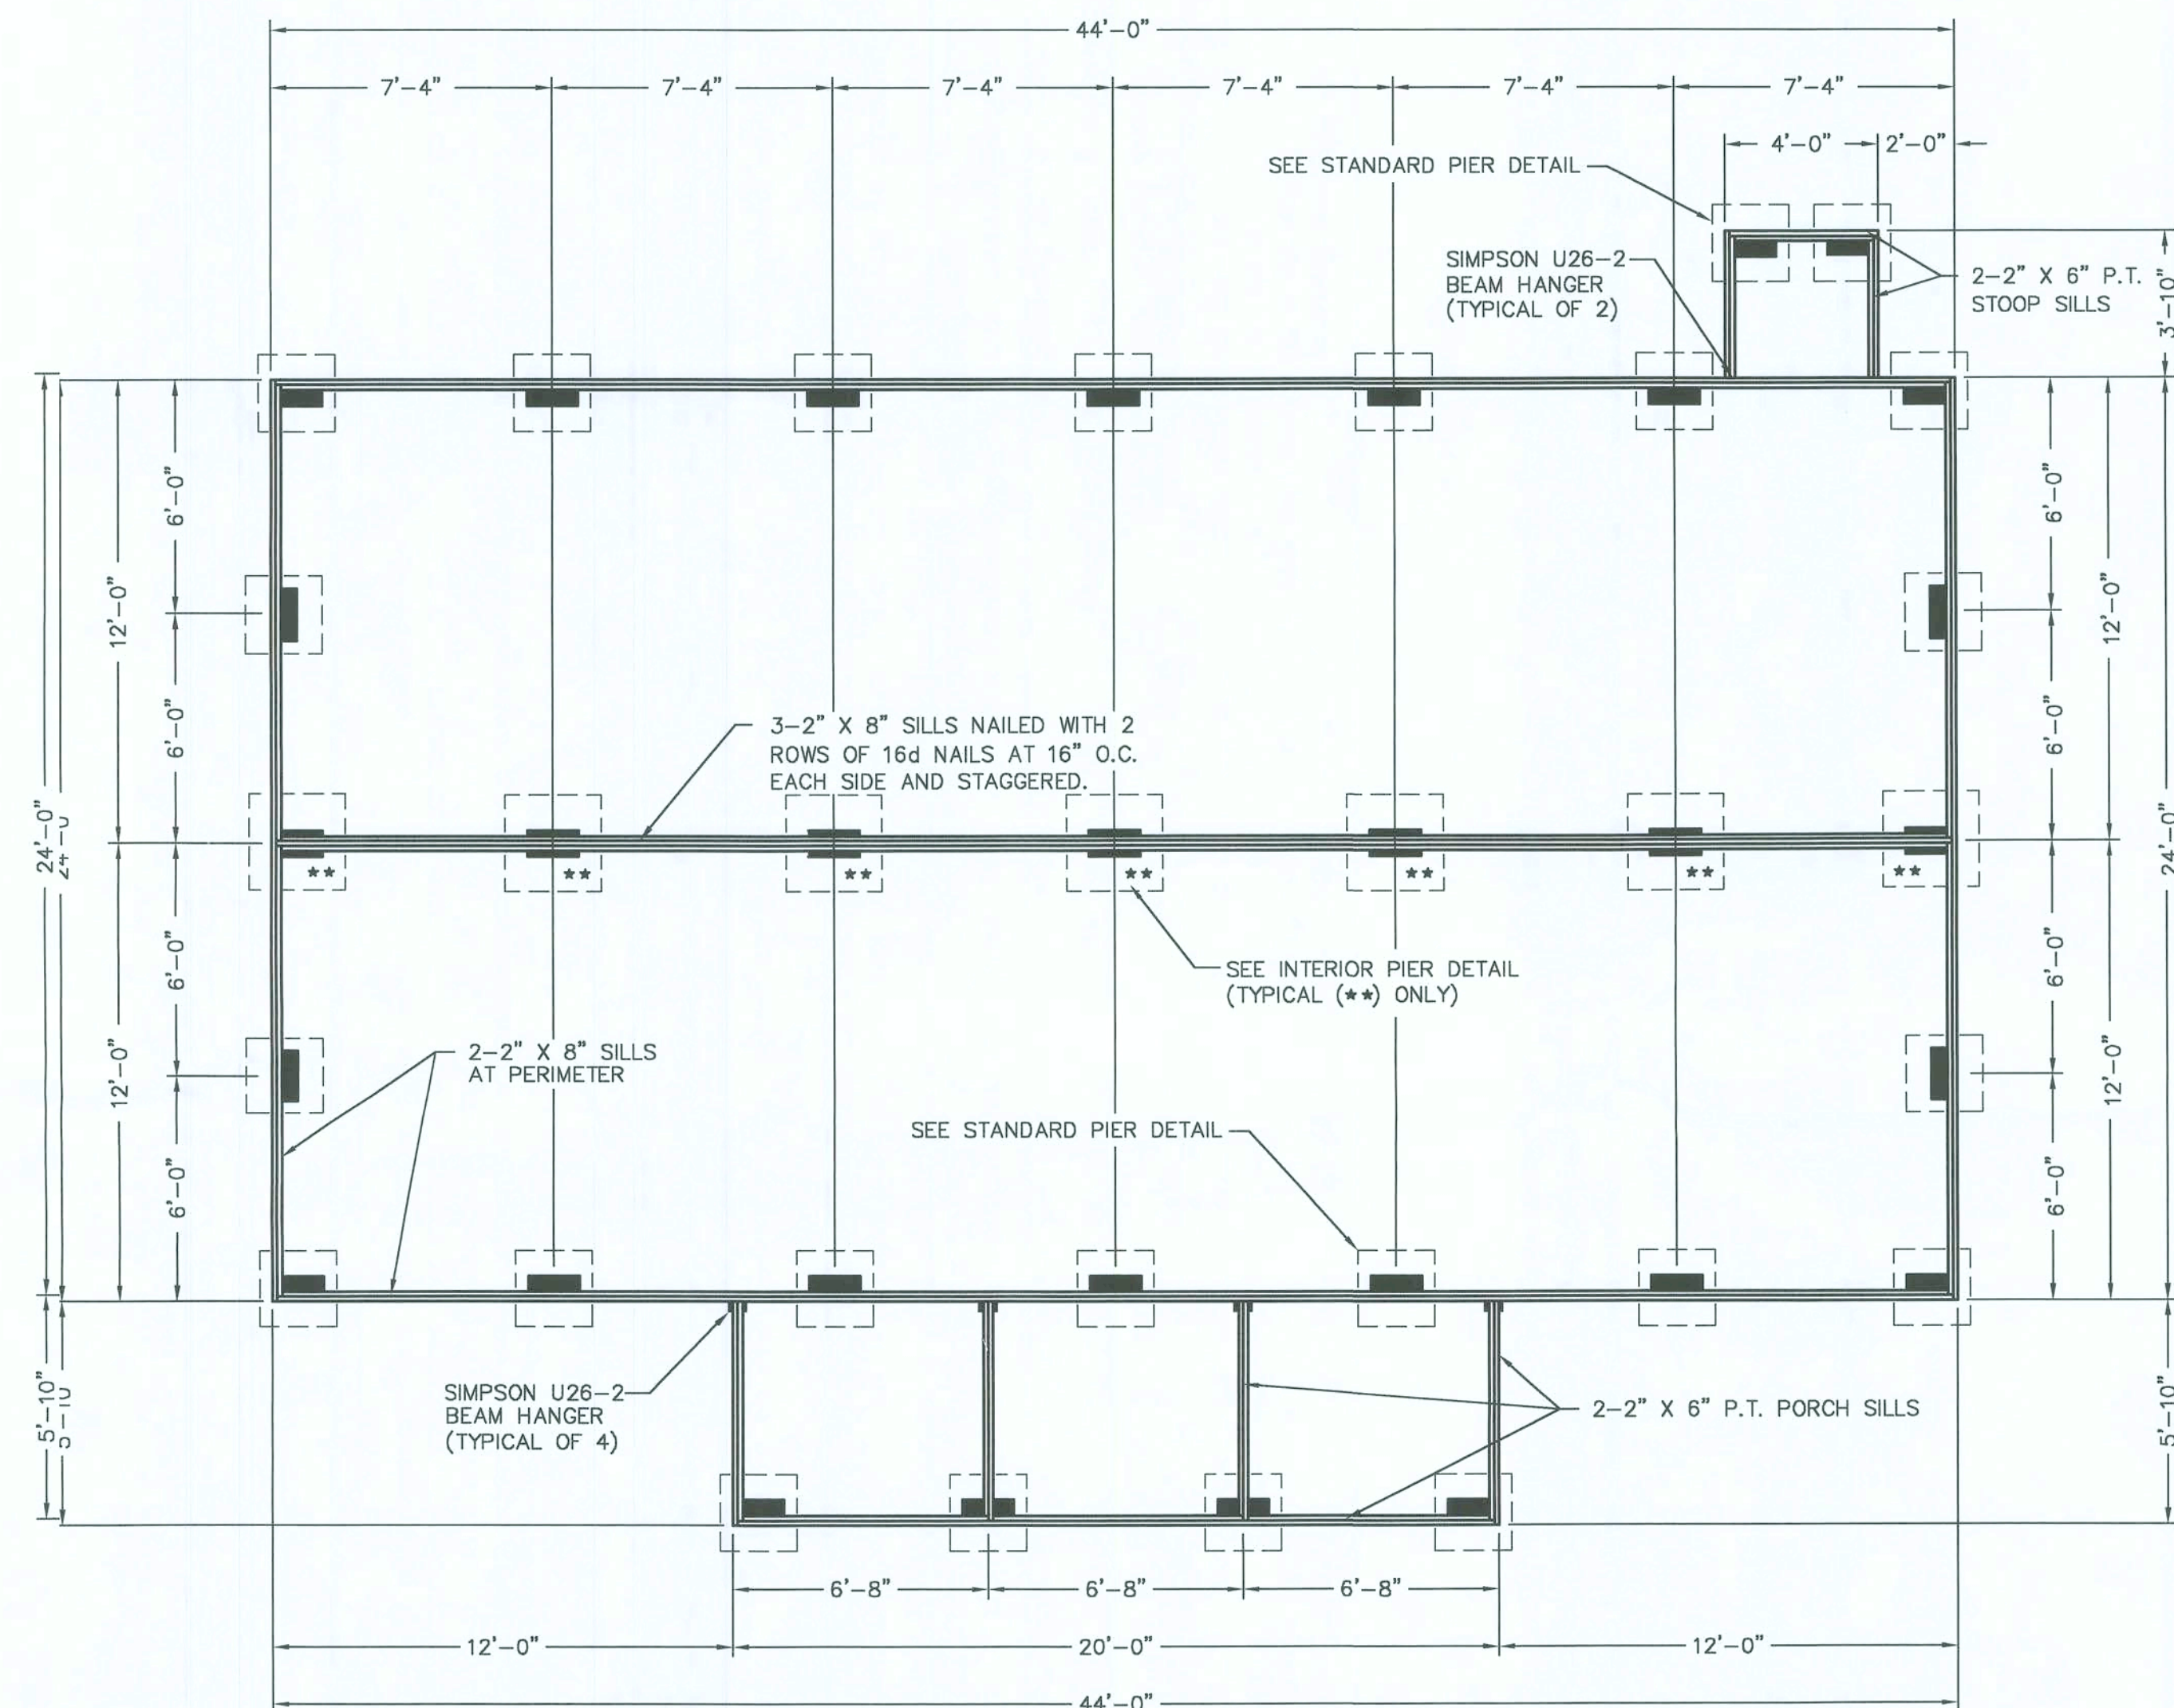 44'-0"
7'-4" 7'-4" 7'-4" 7'-4" 7'-4" 7'-4"
4'-0" 2'-0"
SEE STANDARD PIER DETAIL
SIMPSON U26-2
BEAM HANGER
(TYPICAL OF 2)
2-2" X 6" P.T.
STOOP SILLS
3'-10"
6'-0"
6'-0"
12'-0"
12'-0"
6'-0"
6'-0"
3-2" X 8" SILLS NAILED WITH 2
ROWS OF 16d NAILS AT 16" O.C.
EACH SIDE AND STAGGERED.
24'-0"
24'-0"
24'-0"
** ** ** ** ** ** **
6'-0"
6'-0"
SEE INTERIOR PIER DETAIL
(TYPICAL (**) ONLY)
2-2" X 8" SILLS
AT PERIMETER
12'-0"
12'-0"
SEE STANDARD PIER DETAIL
6'-0"
6'-0"
5'-10"
5'-10"
5'-10"
SIMPSON U26-2
BEAM HANGER
(TYPICAL OF 4)
2-2" X 6" P.T. PORCH SILLS
6'-8" 6'-8" 6'-8"
12'-0" 20'-0" 12'-0"
44'-0"